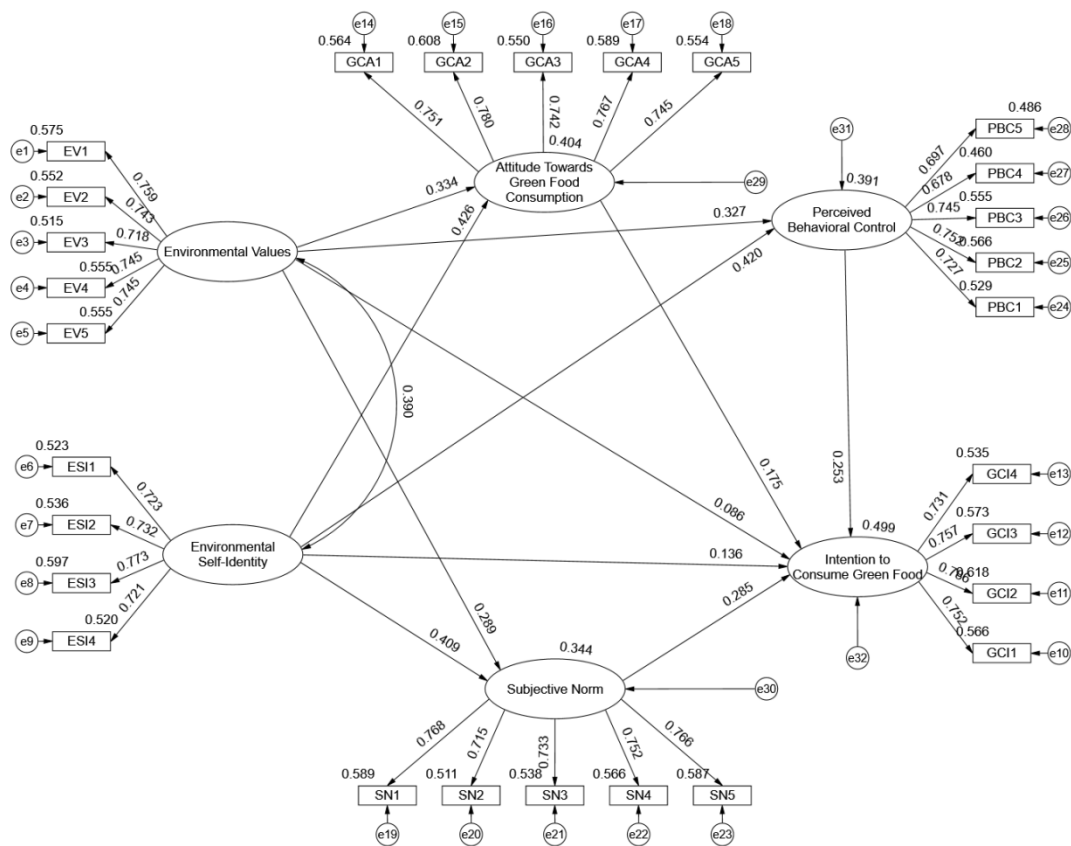 e14
e15
e16
e17
e18
0.564
0.608
0.550
0.589
0.554
GCA1
GCA2
GCA3
GCA4
GCA5
0.751
0.780
0.742
0.767
0.745
0.404
Attitude Towards
Green Food
Consumption
e29
e31
0.391
Perceived
Behavioral Control
0.486
PBC5
e28
0.697
0.460
PBC4
e27
0.678
0.555
PBC3
e26
0.745
0.566
PBC2
e25
0.752
0.529
PBC1
e24
0.727
0.575
e1
EV1
0.759
0.552
e2
EV2
0.743
0.515
e3
EV3
0.718
0.555
e4
EV4
0.745
0.555
e5
EV5
0.745
Environmental Values
0.334
0.426
0.327
0.420
0.390
0.175
0.253
0.086
0.136
0.285
0.289
0.409
0.523
e6
ESI1
0.723
0.536
e7
ESI2
0.732
0.597
e8
ESI3
0.773
0.520
e9
ESI4
0.721
Environmental
Self-Identity
0.499
Intention to
Consume Green Food
e32
0.535
GCI4
e13
0.731
0.573
GCI3
e12
0.757
0.618
GCI2
e11
0.566
GCI1
e10
0.752
0.344
Subjective Norm
e30
0.768
0.715
0.733
0.752
0.766
0.589
0.511
0.538
0.566
0.587
SN1
SN2
SN3
SN4
SN5
e19
e20
e21
e22
e23